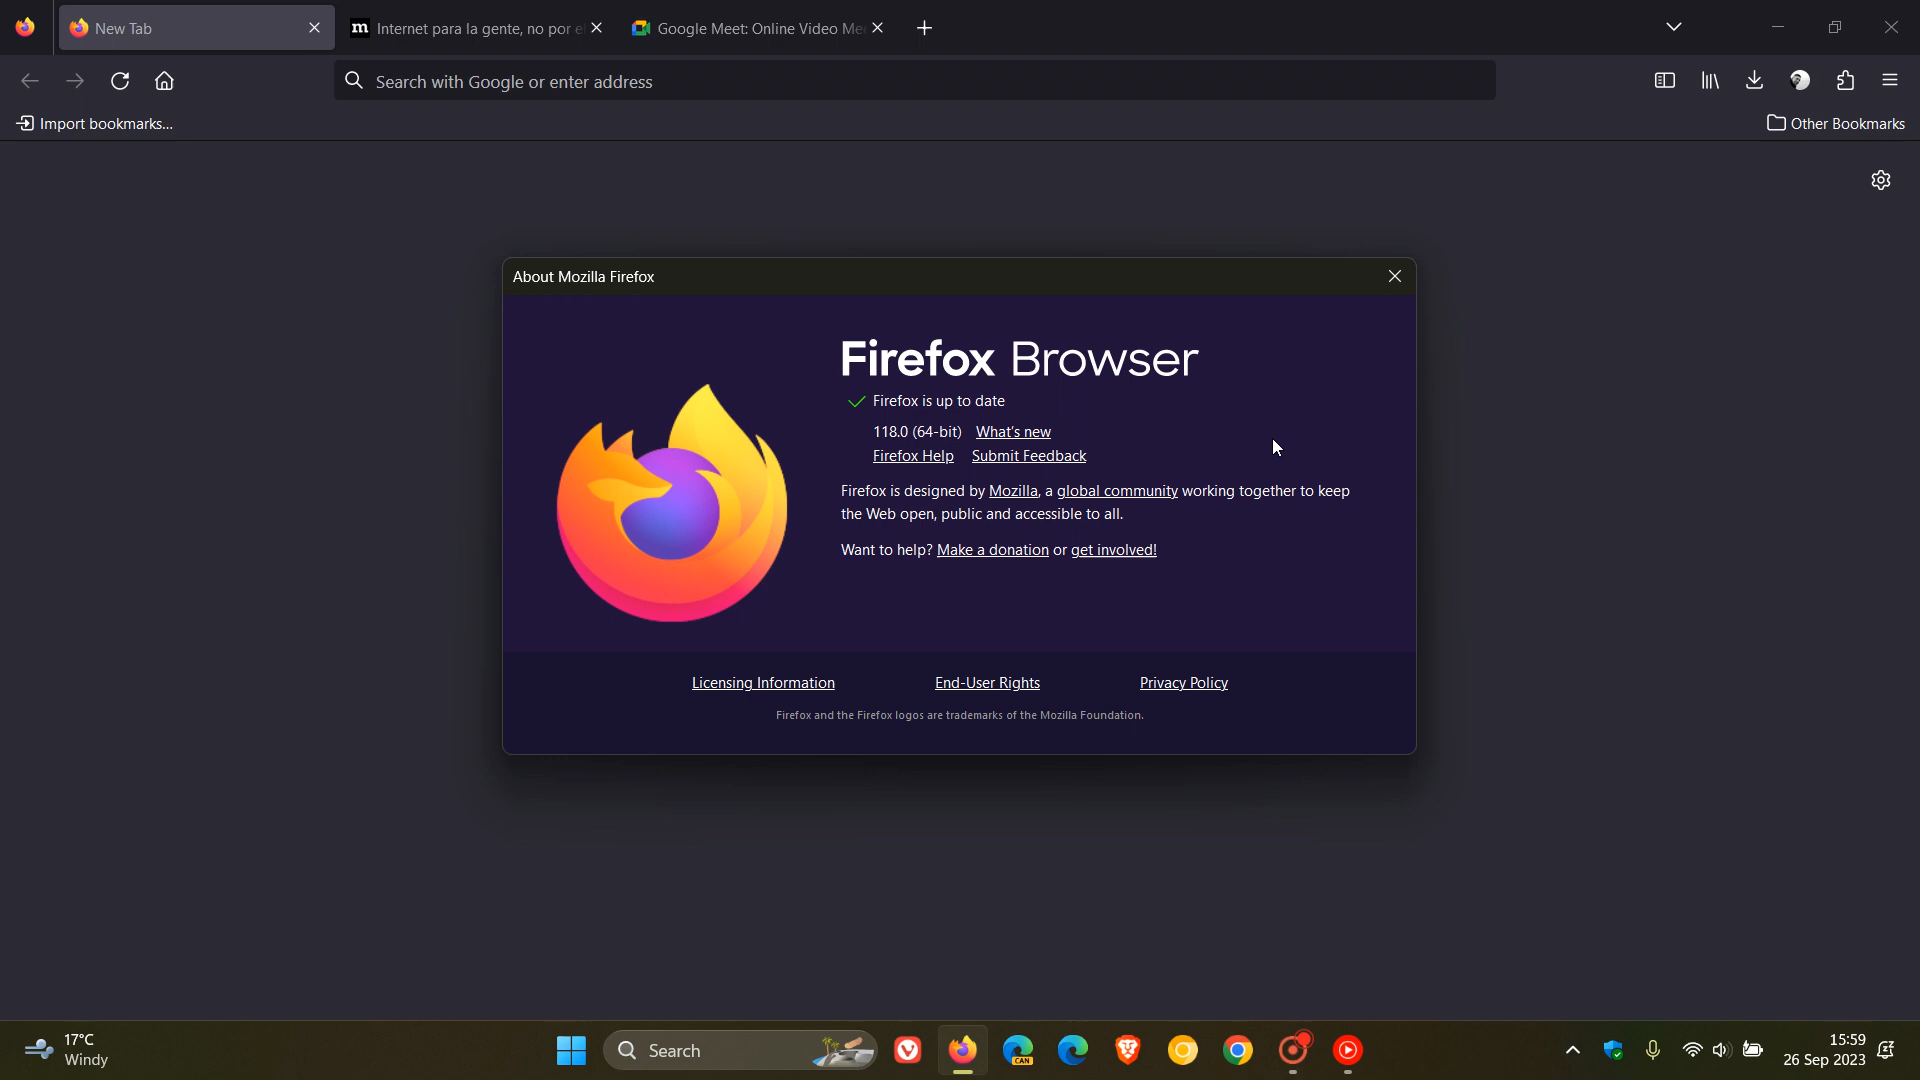 New Tab
m Internet para la gente, no por e
Google Meet: Online Video Me
Search with Google or enter address
Import bookmarks...
Other Bookmarks
About Mozilla Firefox
Firefox Browser
Firefox is up to date
118.0 (64-bit) What's new
Firefox Help Submit Feedback
Firefox is designed by Mozilla, a global community working together to keep
the Web open, public and accessible to all.
Want to help? Make a donation or get involved!
Licensing Information End-User Rights Privacy Policy
Firefox and the Firefox logos are trademarks of the Mozilla Foundation.
17°C
Windy
Search
CAN
15:59
26 Sep 2023